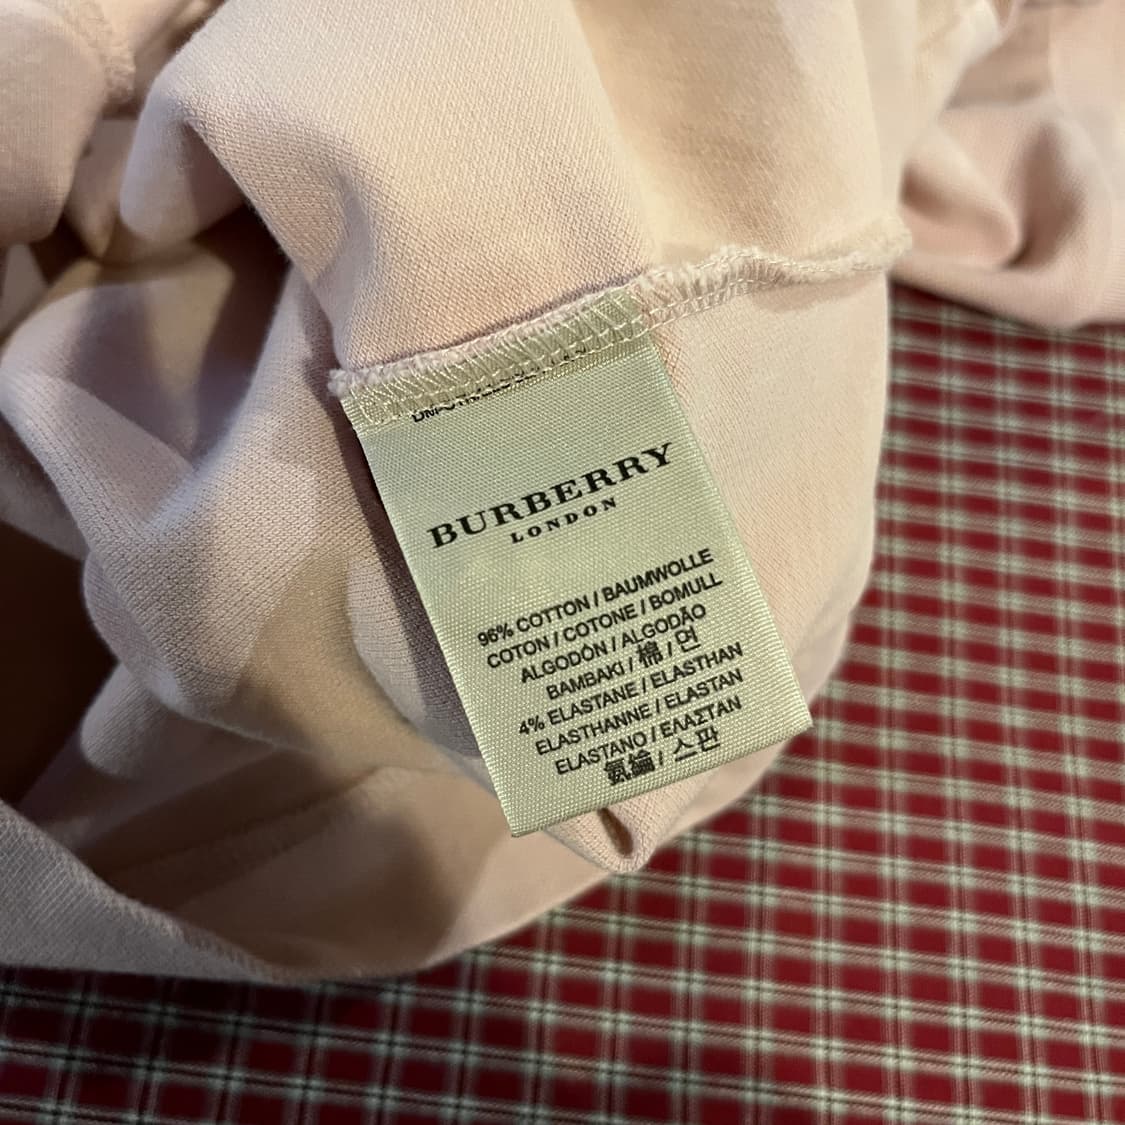 BURBERRY
LONDON
96% COTTON / BAUMWOLLE
COTON / COTONE / BOMULL
ALGODÓN / ALGODÃO
BAMBAKI / 棉 / 면
4% ELASTANE / ELASTHAN
ELASTHANNE / ELASTAN
ELASTANO / ΕΛΑΣΤΑΝ
氨綸 / 스판